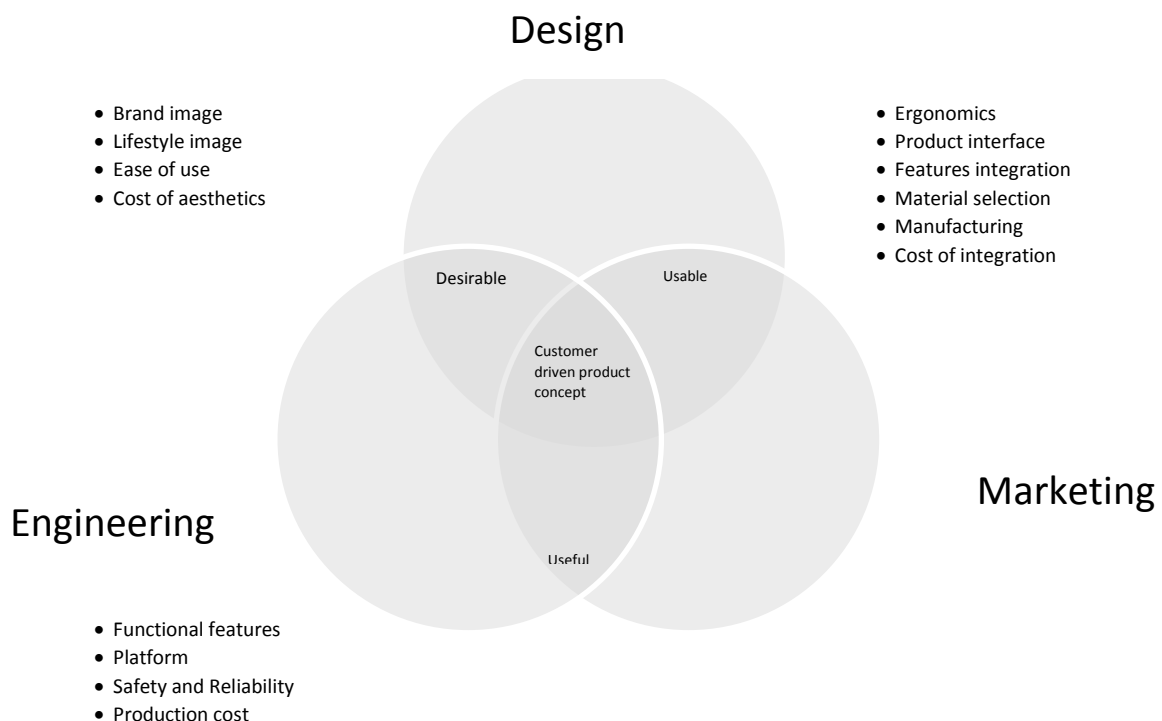 Design
• Brand image
• Lifestyle image
• Ease of use
• Cost of aesthetics
• Ergonomics
• Product interface
• Features integration
• Material selection
• Manufacturing
• Cost of integration
Desirable
Usable
Customer
driven product
concept
Marketing
Engineering
Useful
• Functional features
• Platform
• Safety and Reliability
• Production cost